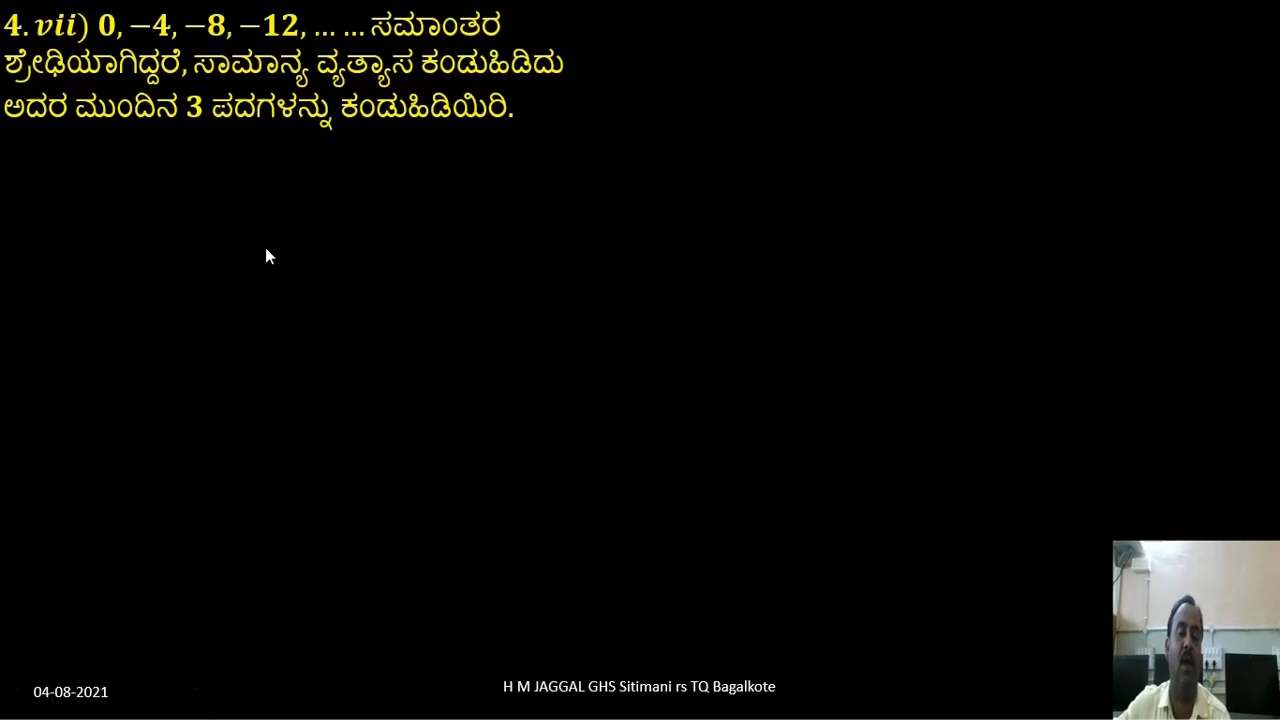 4. vii) 0, −4, −8, −12, ... ... ಸಮಾಂತರ
ಶ್ರೇಢಿಯಾಗಿದ್ದರೆ, ಸಾಮಾನ್ಯ ವ್ಯತ್ಯಾಸ ಕಂಡುಹಿಡಿದು
ಅದರ ಮುಂದಿನ 3 ಪದಗಳನ್ನು ಕಂಡುಹಿಡಿಯಿರಿ.
04-08-2021
H M JAGGAL GHS Sitimani rs TQ Bagalkote